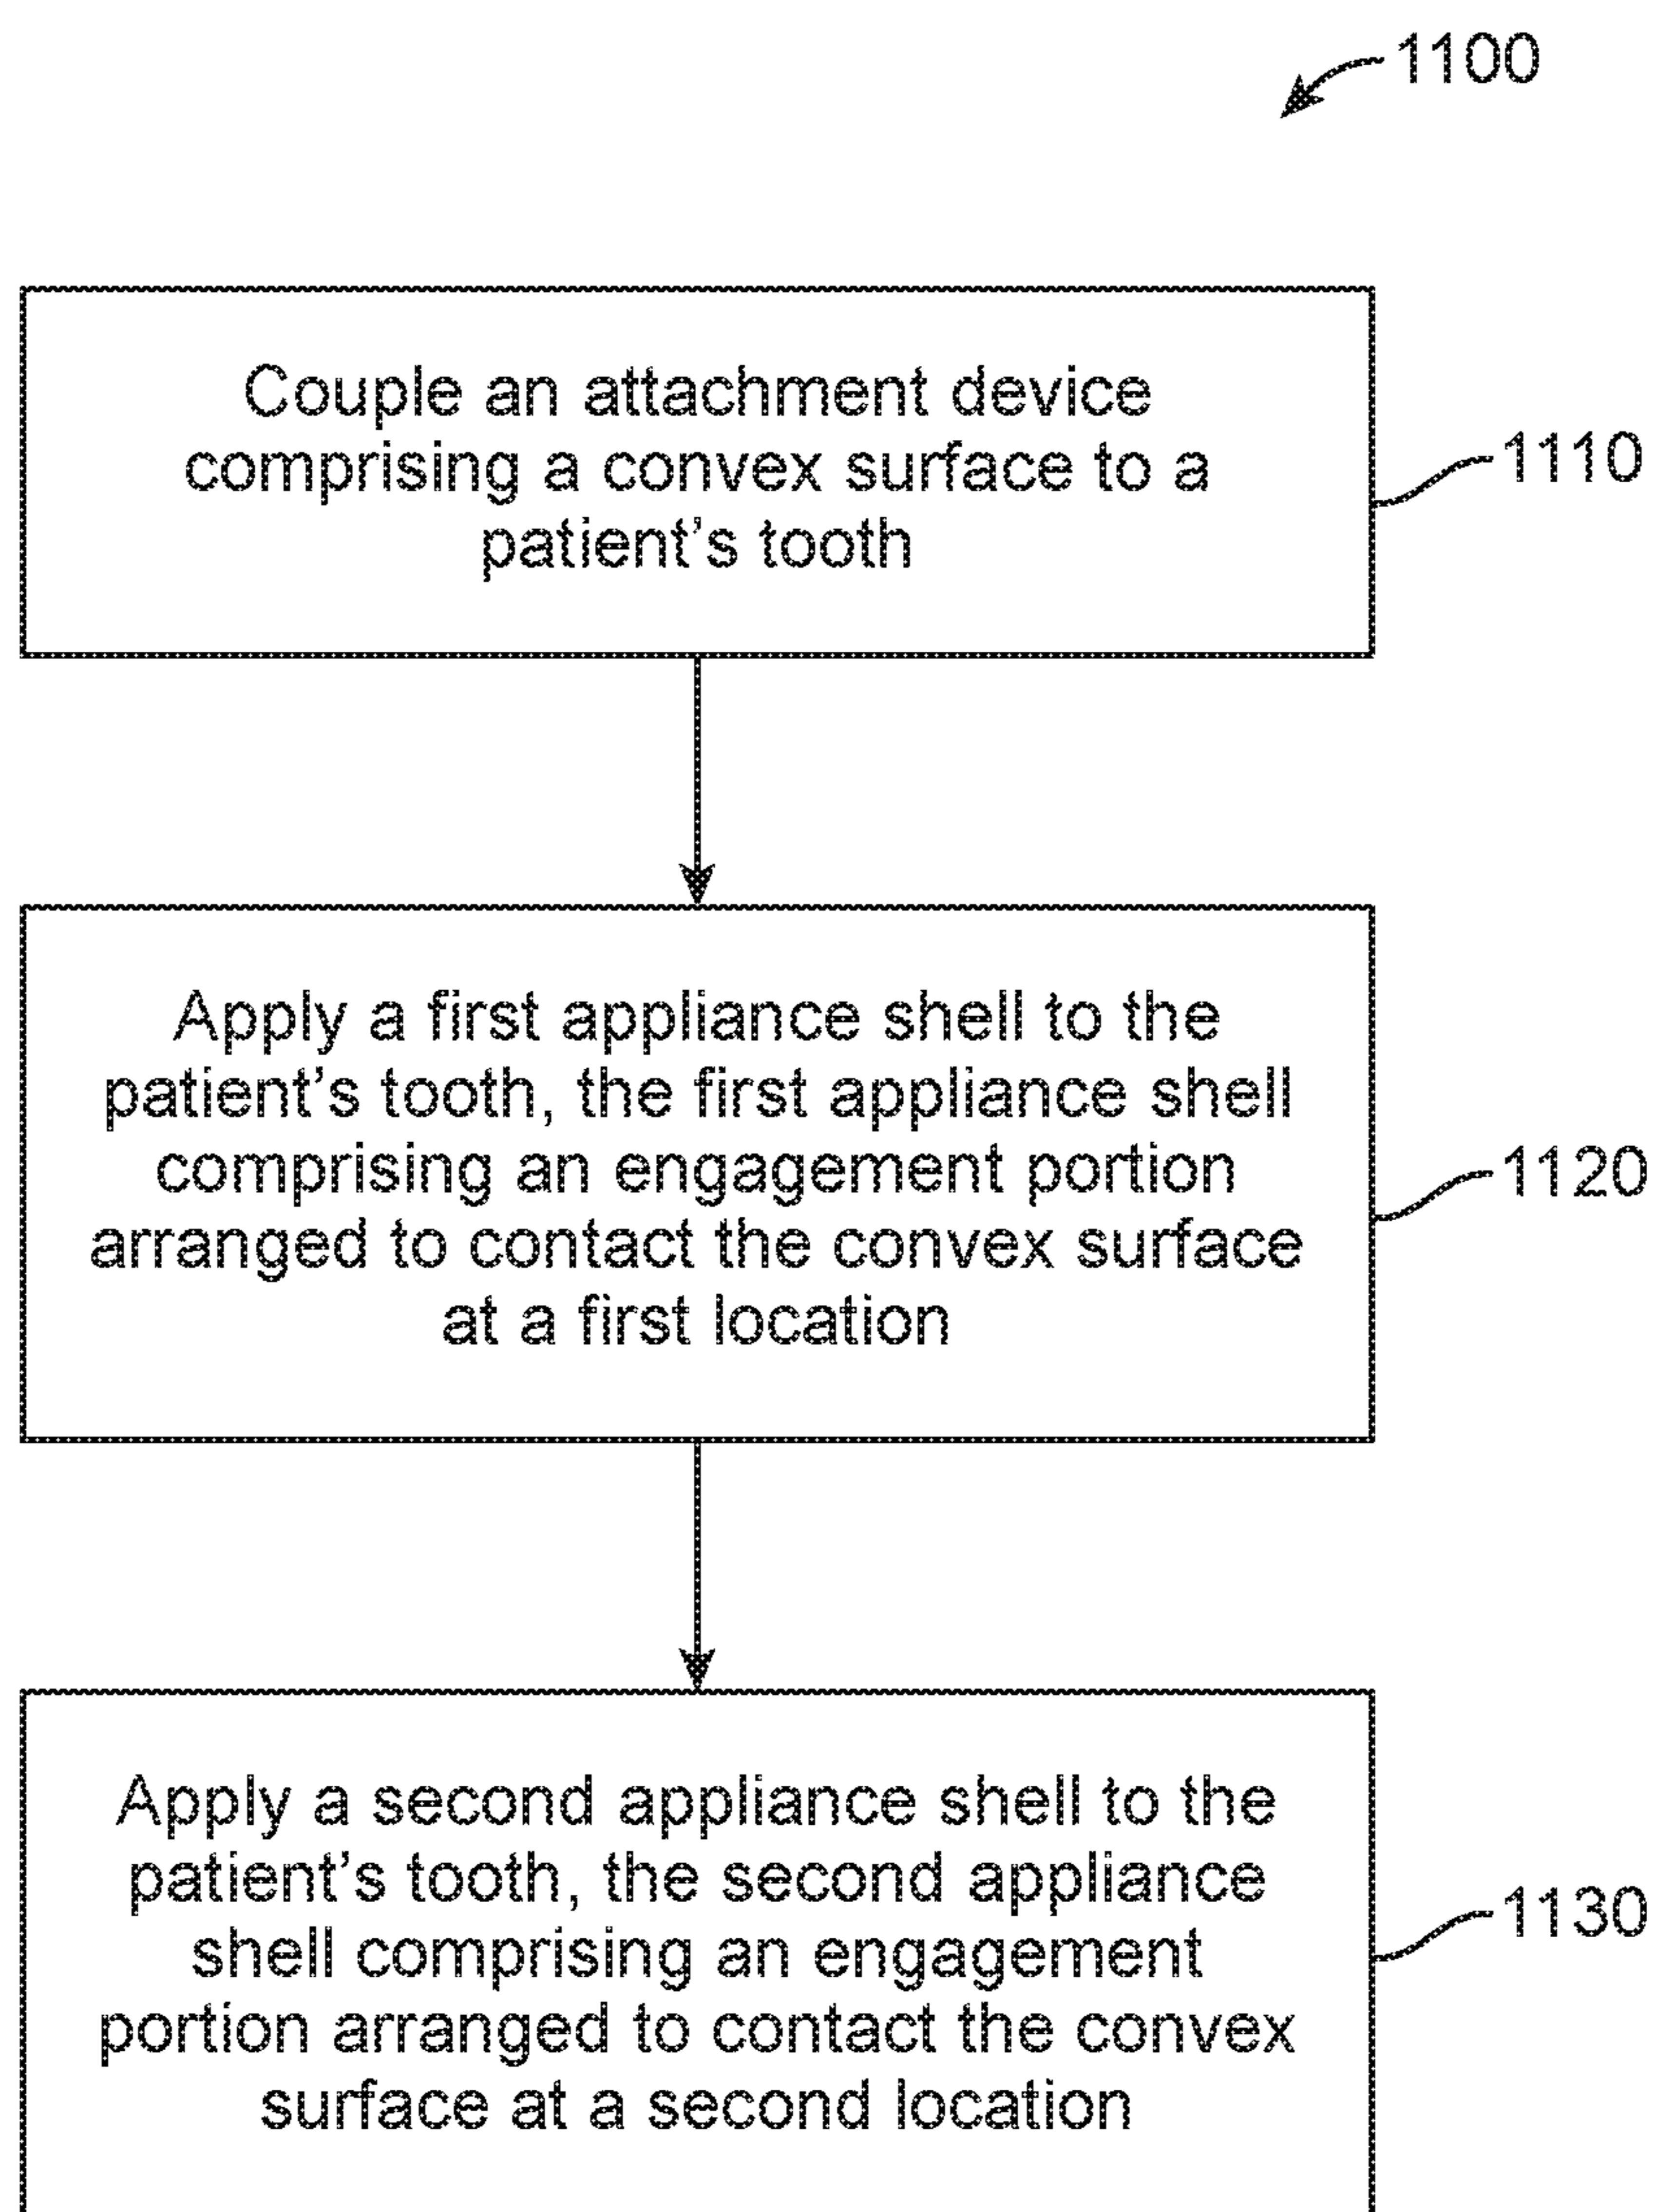 1100
Couple an attachment device
comprising a convex surface to a
patient's tooth
1110
Apply a first appliance shell to the
patient's tooth, the first appliance shell
comprising an engagement portion
arranged to contact the convex surface
at a first location
1120
Apply a second appliance shell to the
patient's tooth, the second appliance
shell comprising an engagement
portion arranged to contact the convex
surface at a second location
1130